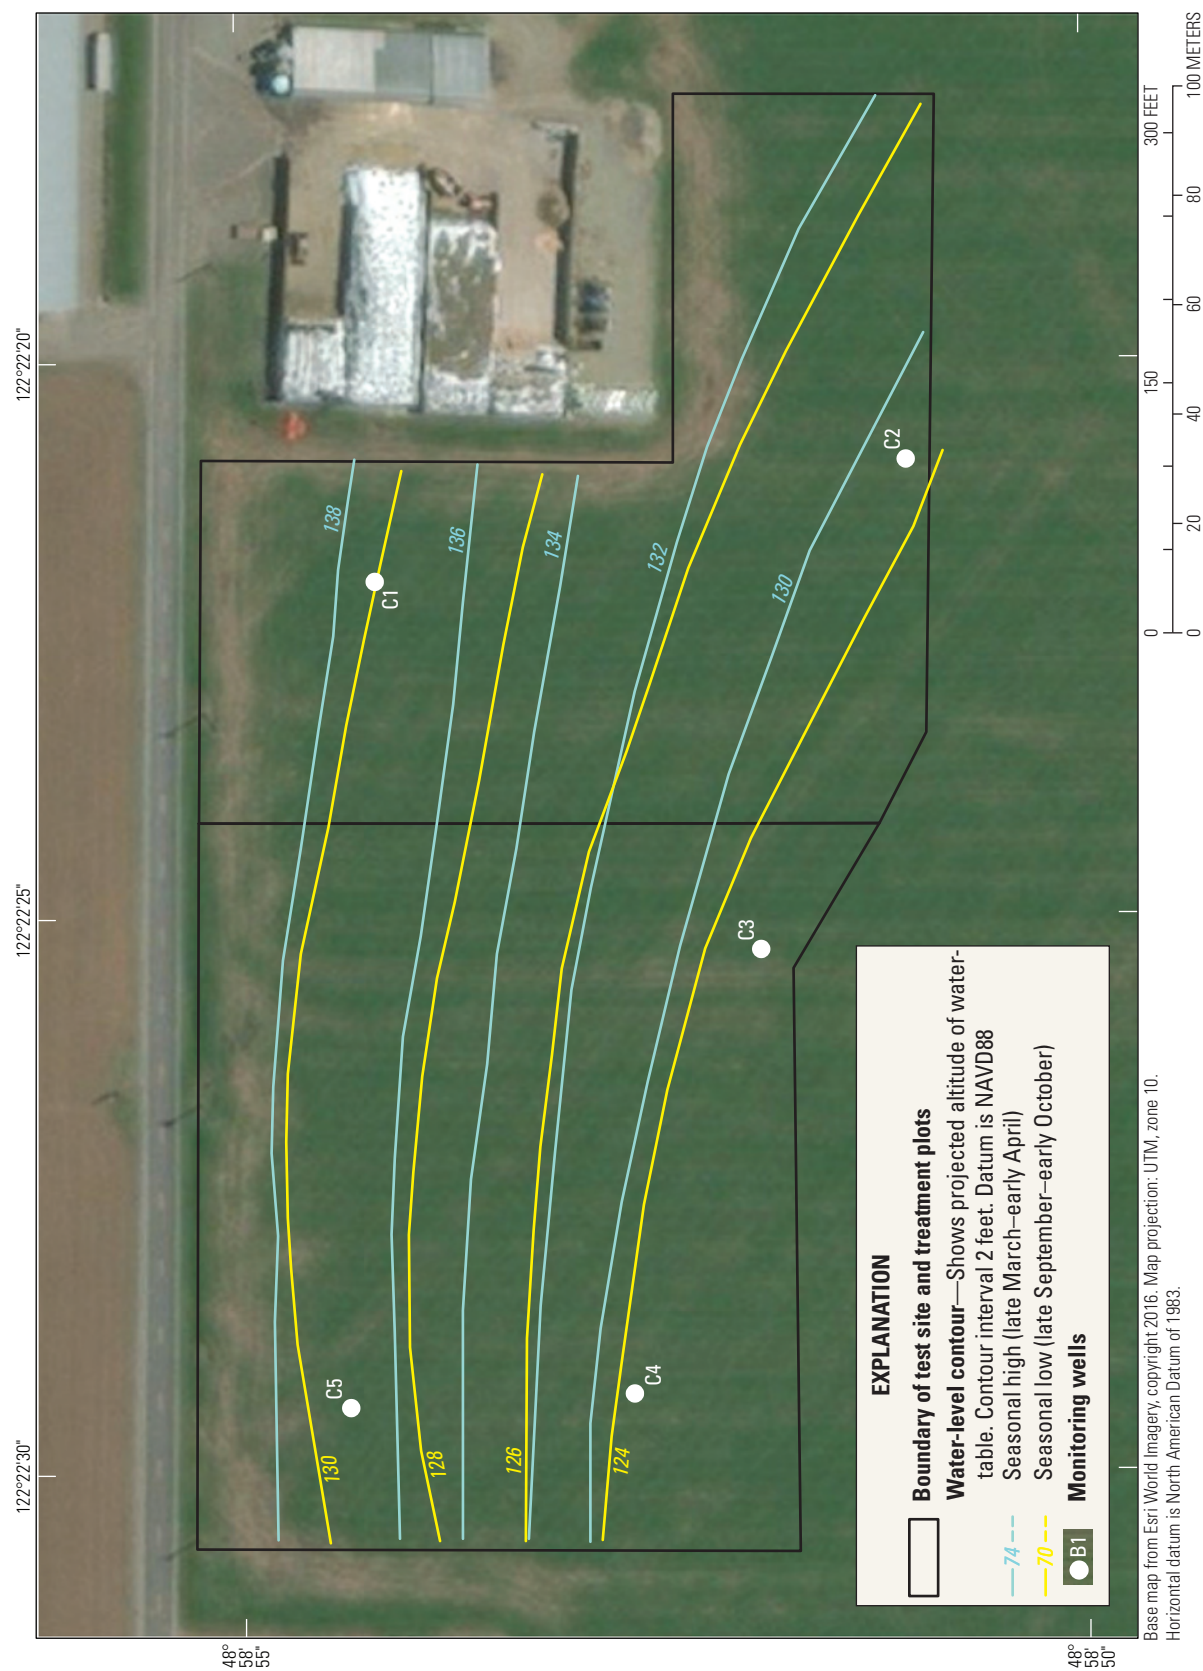 122°22'30"
122°22'25"
122°22'20"
48°
58'
55"
138
136
134
132
130
C1
C2
C3
C4
C5
130
128
126
124
48°
58'
50"
EXPLANATION
Boundary of test site and treatment plots
Water-level contour—Shows projected altitude of water-
table. Contour interval 2 feet. Datum is NAVD88
74 Seasonal high (late March–early April)
70 Seasonal low (late September–early October)
B1 Monitoring wells
Base map from Esri World Imagery, copyright 2016. Map projection: UTM, zone 10.
Horizontal datum is North American Datum of 1983.
0 150 300 FEET
0 20 40 60 80 100 METERS